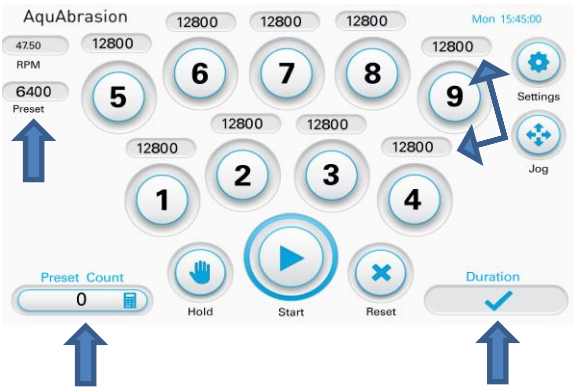 AquAbrasion
Mon 15:45:00
12800 12800 12800
12800 12800
47.50
RPM
6400
Preset
5 6 7 8 9
Settings
12800 12800
12800 12800
Jog
1 2 3 4
Preset Count
0
Hold Start Reset
Duration